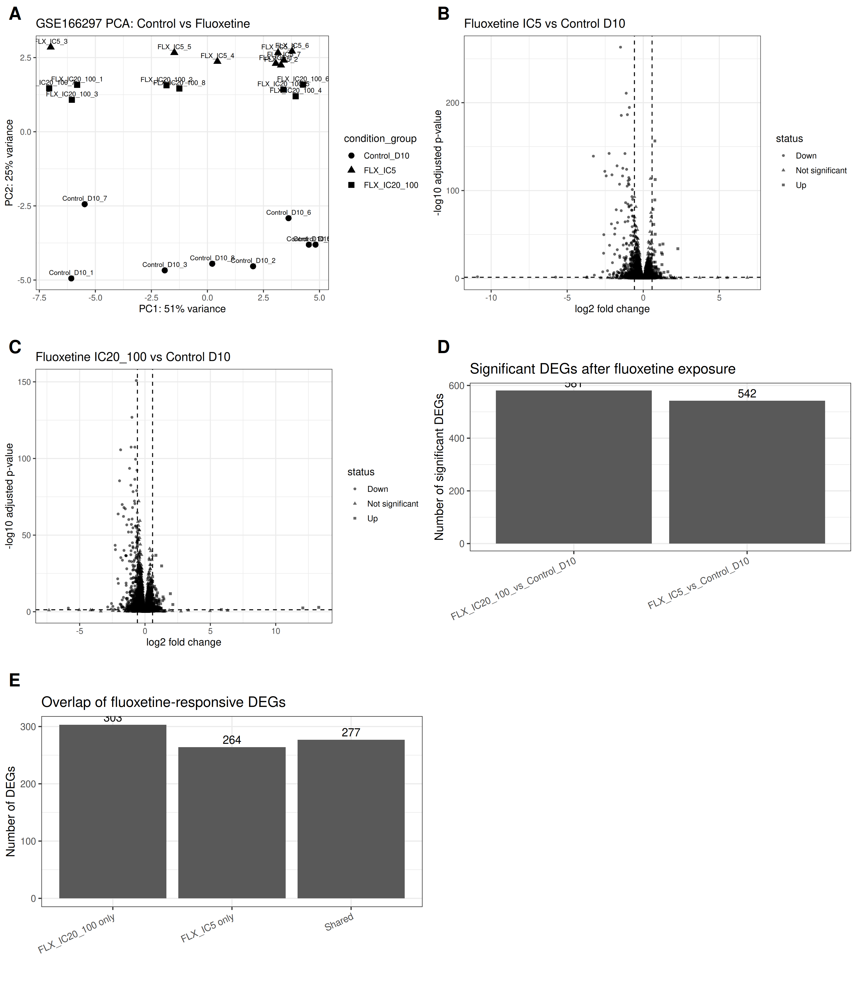 A
GSE166297 PCA: Control vs Fluoxetine
FLX_IC5_5
FLX_IC5_4
FLX_IC5_6
FLX_IC20_100_1
FLX_IC20_100_3
FLX_IC20_100_2
FLX_IC20_100_8
FLX_IC20_100_6
FLX_IC20_100_4
Control_D10_7
Control_D10_6
Control_D10_8
Control_D10_2
Control_D10_3
Control_D10_1
2.5
0.0
-2.5
-5.0
-7.5 -5.0 -2.5 0.0 2.5 5.0
PC1: 51% variance
PC2: 25% variance
condition_group
Control_D10
FLX_IC5
FLX_IC20_100
B
Fluoxetine IC5 vs Control D10
200
100
0
-10 -5 0 5
log2 fold change
-log10 adjusted p-value
status
Down
Not significant
Up
C
Fluoxetine IC20_100 vs Control D10
150
100
50
0
-5 0 5 10
log2 fold change
-log10 adjusted p-value
status
Down
Not significant
Up
D
Significant DEGs after fluoxetine exposure
581
542
600
400
200
0
Number of significant DEGs
FLX_IC20_100_vs_Control_D10
FLX_IC5_vs_Control_D10
E
Overlap of fluoxetine-responsive DEGs
303
264
277
300
200
100
0
Number of DEGs
FLX_IC20_100 only
FLX_IC5 only
Shared